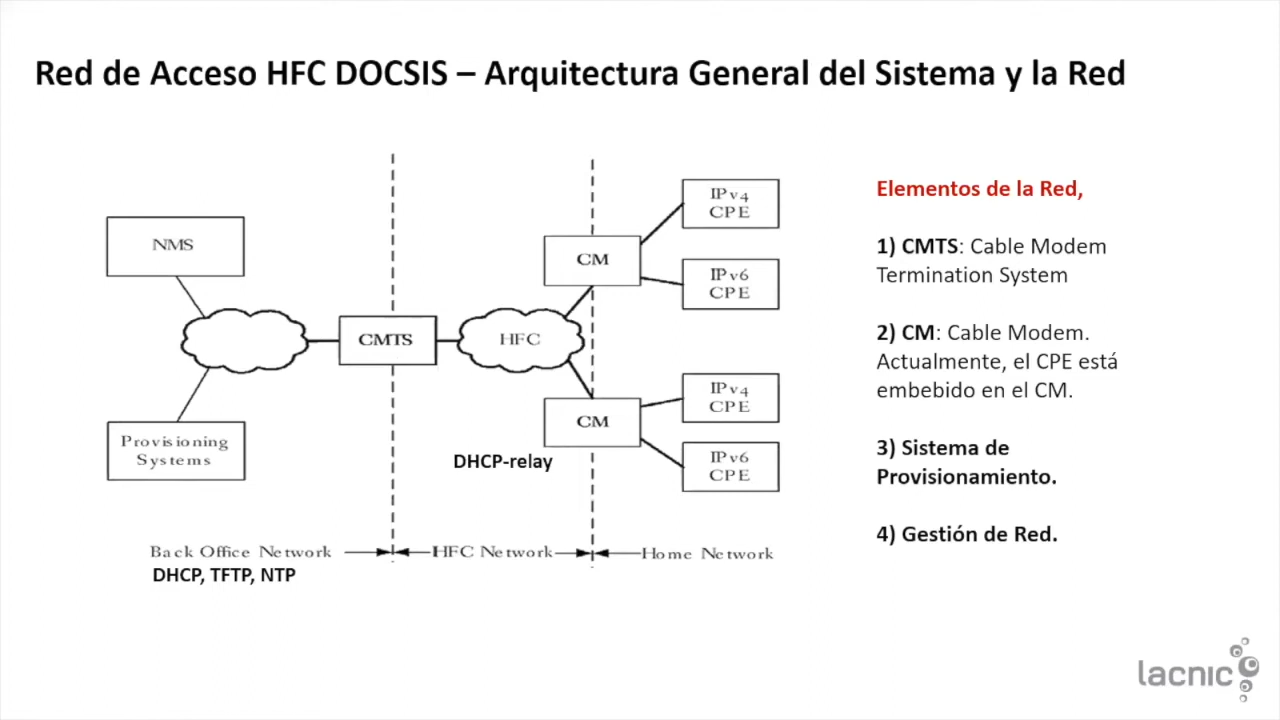 Red de Acceso HFC DOCSIS – Arquitectura General del Sistema y la Red
NMS
Provisioning
Systems
CMTS
HFC
CM
CM
IPv4
CPE
IPv6
CPE
IPv4
CPE
IPv6
CPE
DHCP-relay
Back Office Network
HFC Network
Home Network
DHCP, TFTP, NTP
Elementos de la Red,
1) CMTS: Cable Modem
Termination System
2) CM: Cable Modem.
Actualmente, el CPE está
embebido en el CM.
3) Sistema de
Provisionamiento.
4) Gestión de Red.
lacnic